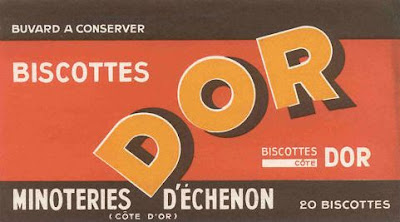 BUVARD A CONSERVER
BISCOTTES
DOR
BISCOTTES
CÔTE DOR
MINOTERIES D'ÉCHENON
(CÔTE D'OR)
20 BISCOTTES